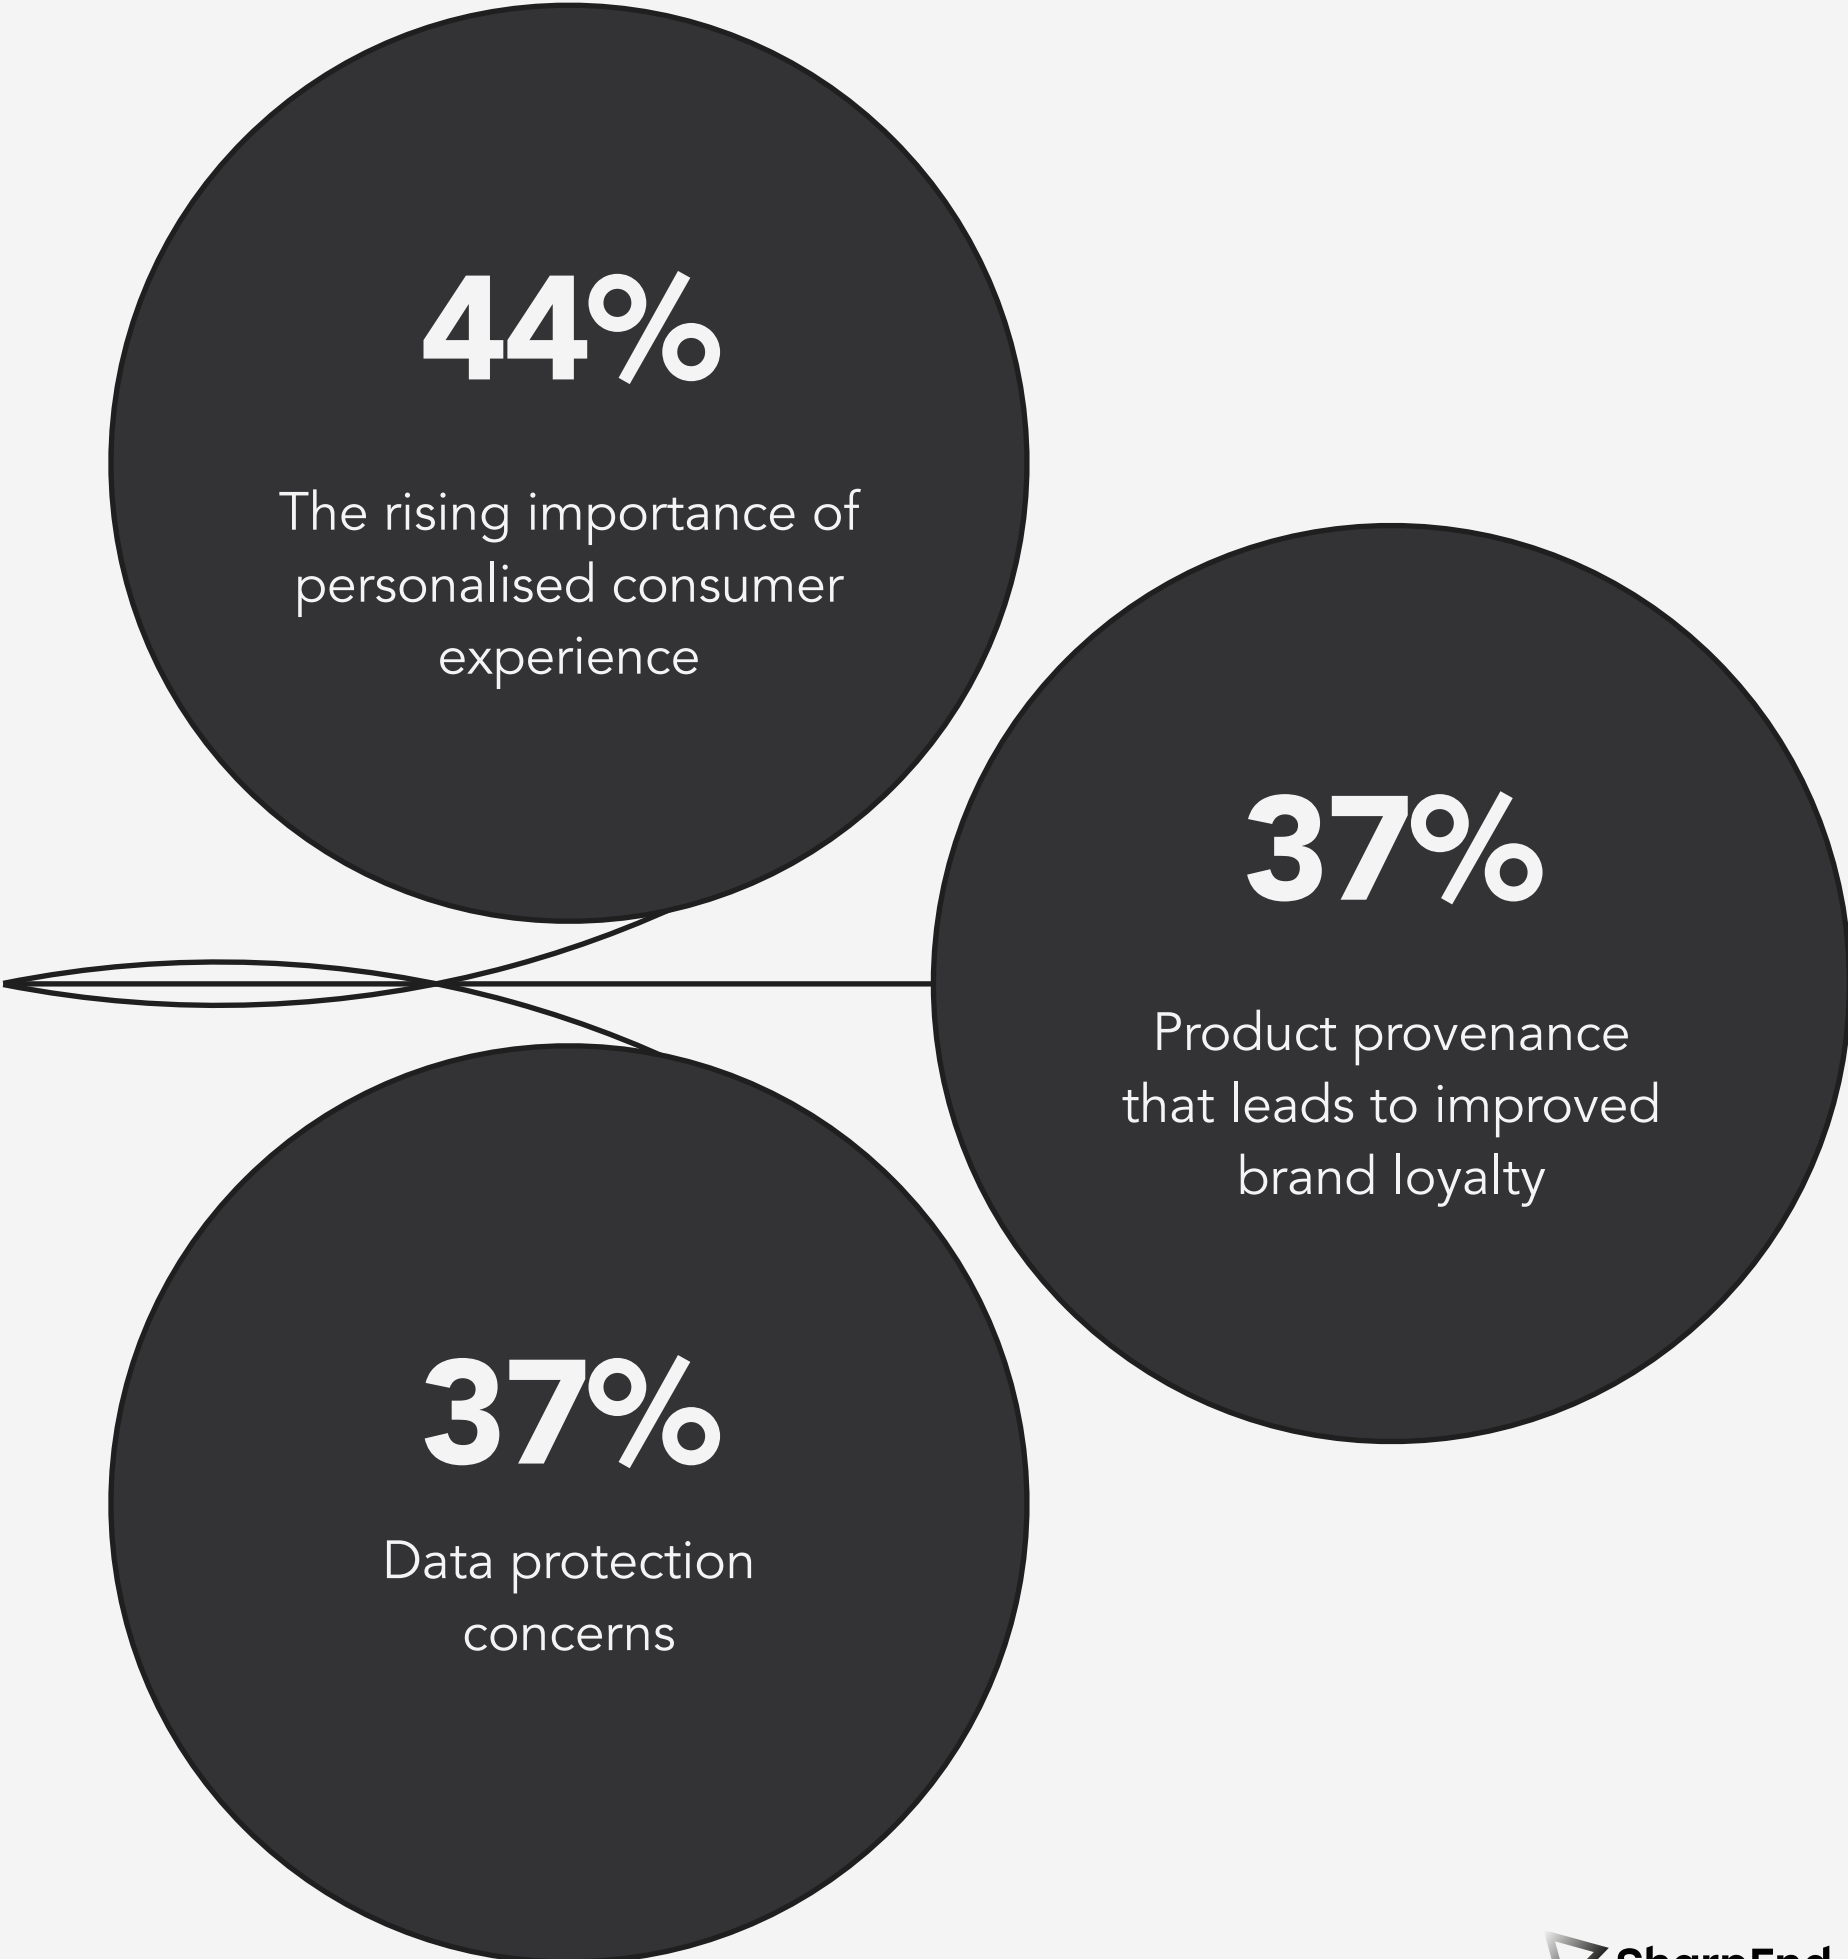 44%
The rising importance of
personalised consumer
experience
37%
Product provenance
that leads to improved
brand loyalty
37%
Data protection
concerns
SharpEnd